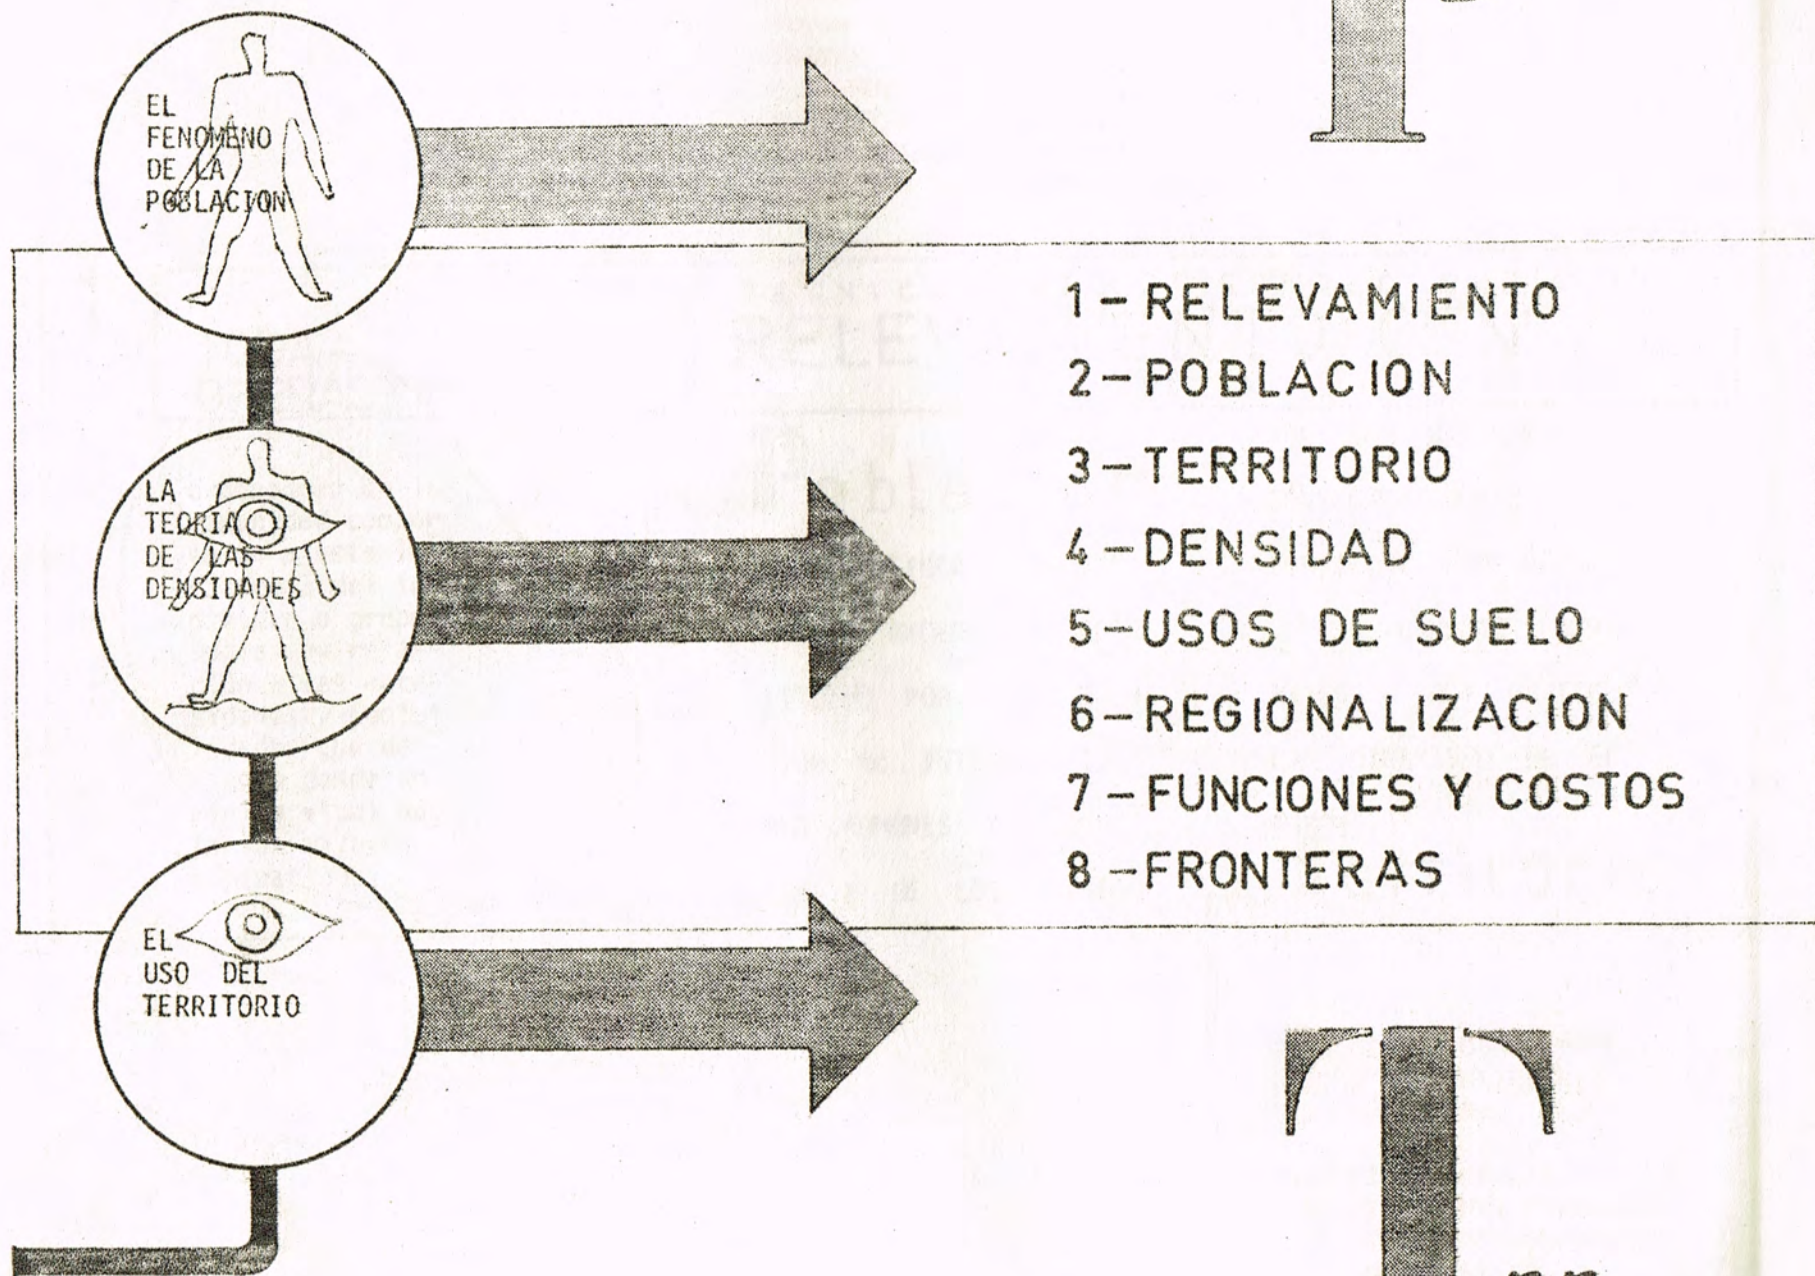 EL
FENOMENO
DE LA
POBLACION
1-RELEVAMIENTO
2-POBLACION
3-TERRITORIO
4-DENSIDAD
5-USOS DE SUELO
6-REGIONALIZACION
7-FUNCIONES Y COSTOS
8-FRONTERAS
LA
TEORIA
DE LAS
DENSIDADES
EL
USO DEL
TERRITORIO
T